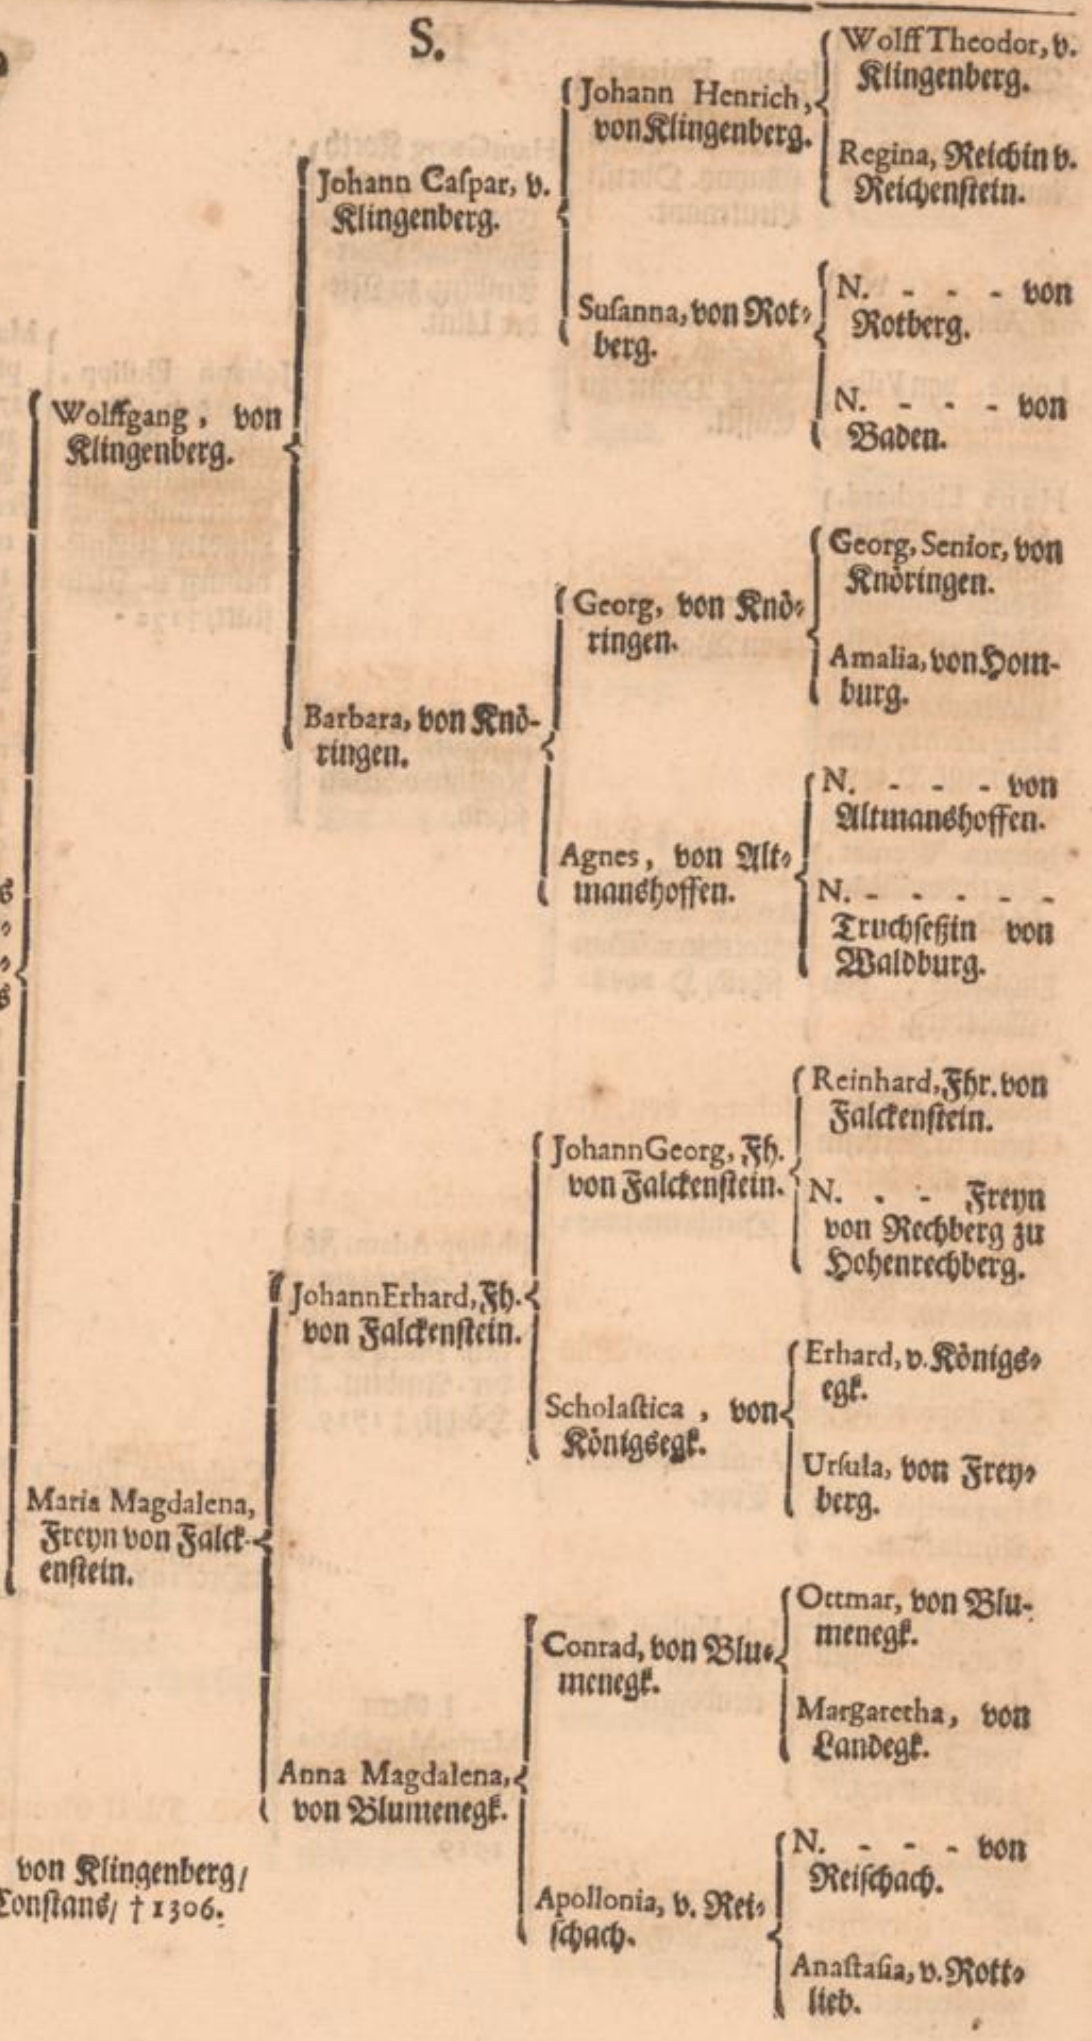 S.
Wolffgang, von
Klingenberg.
Maria Magdalena,
Freyn von Falck-
enstein.
von Klingenberg/
Constans/ † 1306.
Johann Caſpar, v.
Klingenberg.
Barbara, von Knö-
ringen.
Johann Erhard, Fh.
von Falckenſtein.
Anna Magdalena,
von Blumenegk.
Johann Henrich,
von Klingenberg.
Suſanna, von Rot-
berg.
Georg, von Knö-
ringen.
Agnes, von Alt-
manshoffen.
Johann Georg, Fh.
von Falckenſtein.
Scholaſtica, von
Königsegk.
Conrad, von Blu-
menegk.
Apollonia, v. Rei-
ſchach.
Wolff Theodor, v.
Klingenberg.
Regina, Reichin v.
Reichenſtein.
N. - - - von
Rotberg.
N. - - - von
Baden.
Georg, Senior, von
Knöringen.
Amalia, von Hom-
burg.
N. - - - von
Altmanshoffen.
N. - - - - -
Truchſeßin von
Waldburg.
Reinhard, Fhr. von
Falckenſtein.
N. - - Freyn
von Rechberg zu
Hohenrechberg.
Erhard, v. Königs-
egk.
Urſula, von Frey-
berg.
Ottmar, von Blu-
menegk.
Margaretha, von
Landegk.
N. - - - von
Reiſchach.
Anaſtaſia, v. Rott-
lieb.